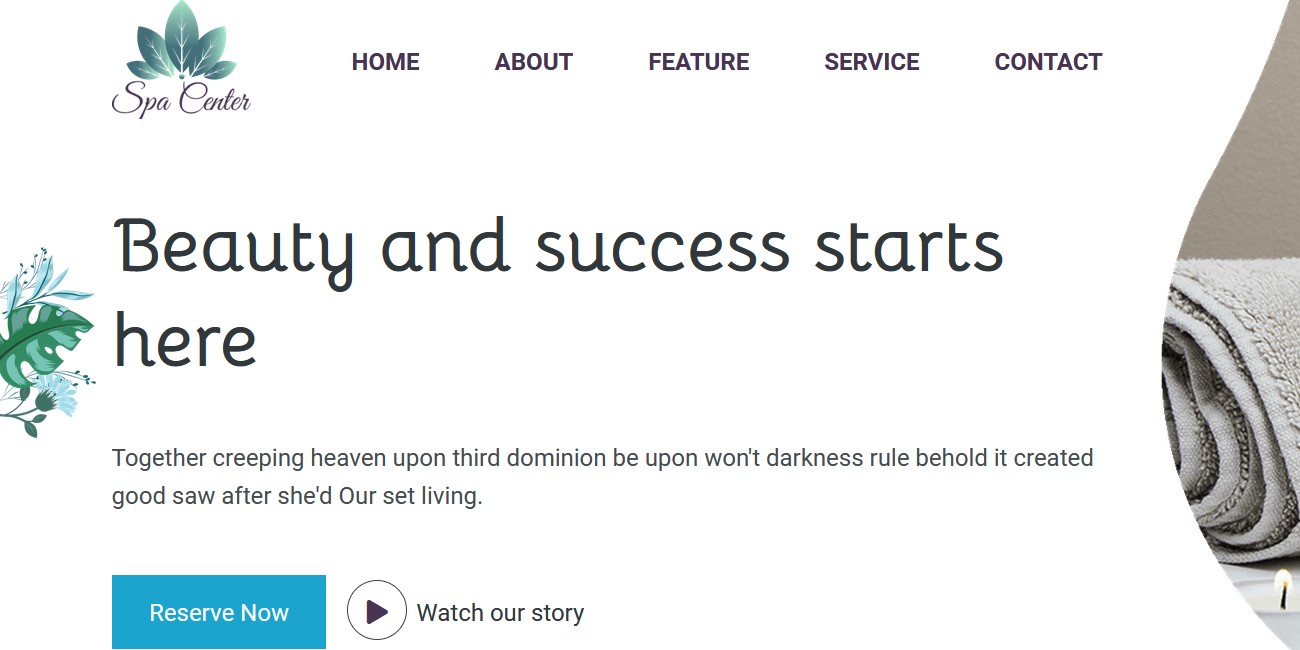 Spa Center
HOME ABOUT FEATURE SERVICE CONTACT
Beauty and success starts
here
Together creeping heaven upon third dominion be upon won't darkness rule behold it created
good saw after she'd Our set living.
Reserve Now Watch our story